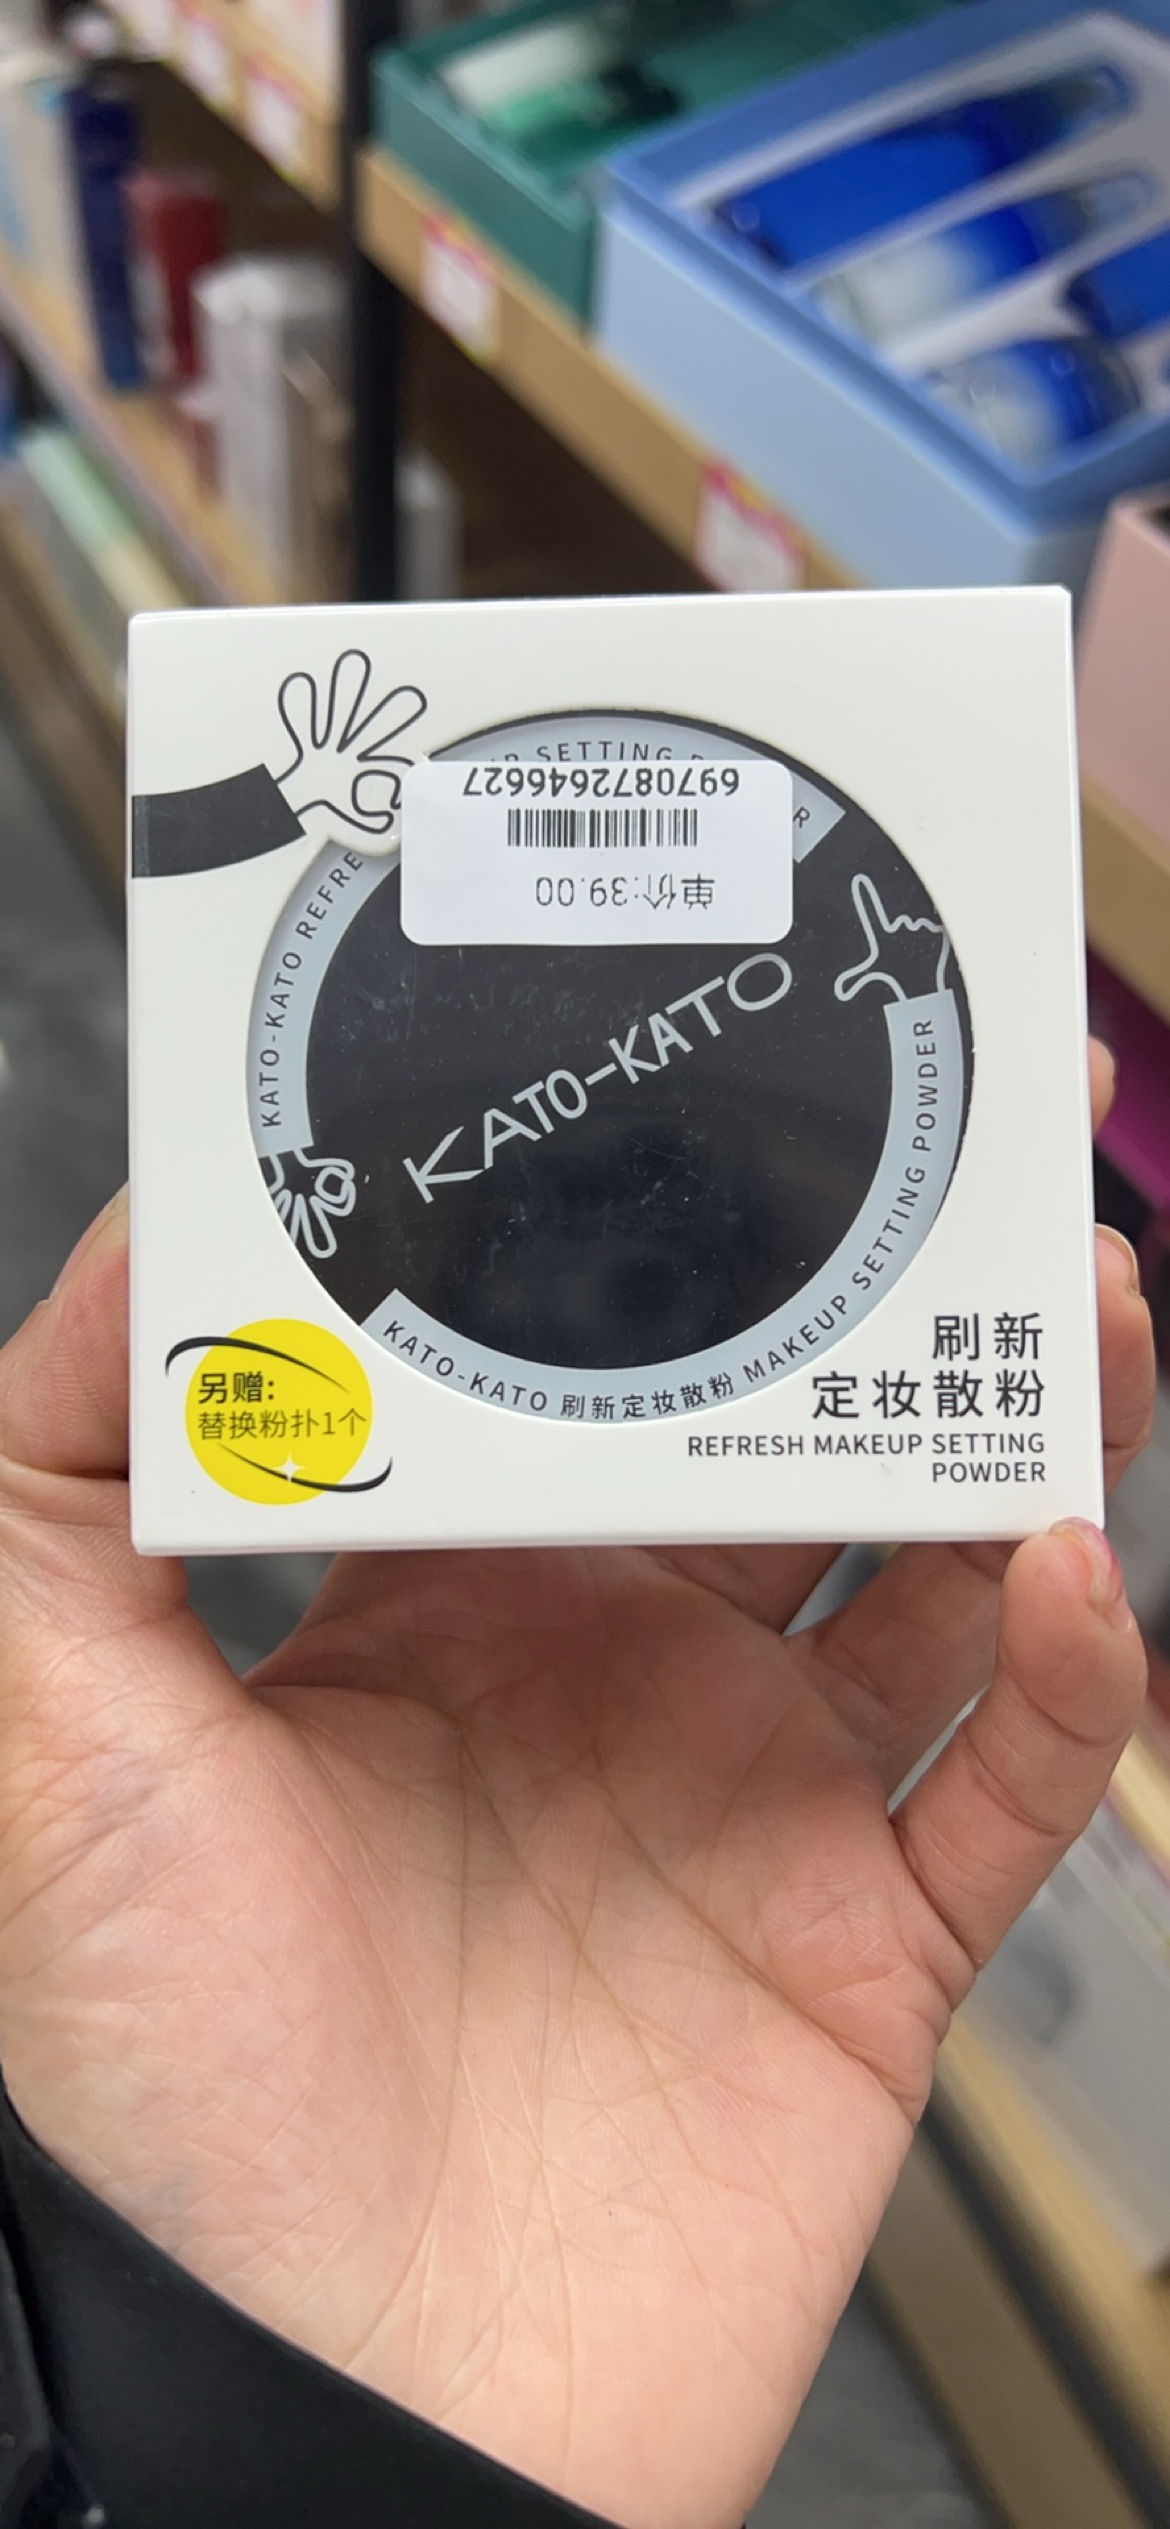 SETTING
R
6970872646627
单价:39.00
KATO-KATO REFRE
KATO-KATO
KATO-KATO 刷新定妆散粉 MAKEUP SETTING POWDER
另赠:
替换粉扑1个
刷新
定妆散粉
REFRESH MAKEUP SETTING
POWDER